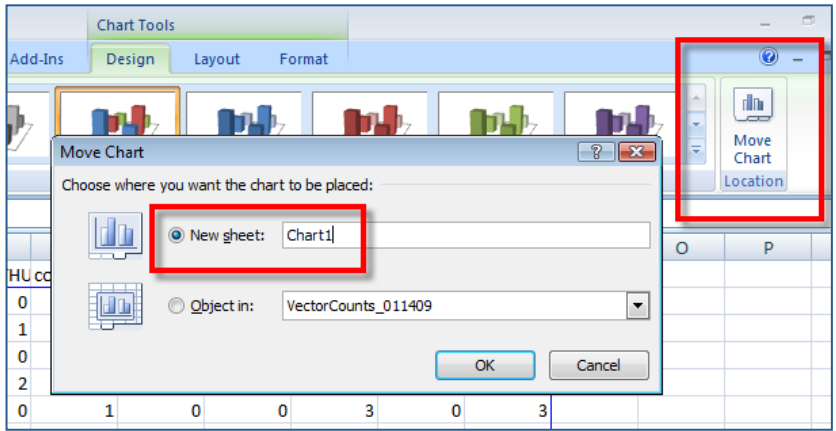 Chart Tools
Add-Ins Design Layout Format
Move Chart
Location
Move Chart
Choose where you want the chart to be placed:
New sheet: Chart1
Object in: VectorCounts_011409
OK Cancel
O P
0
1
0
2
0 1 0 0 3 0 3